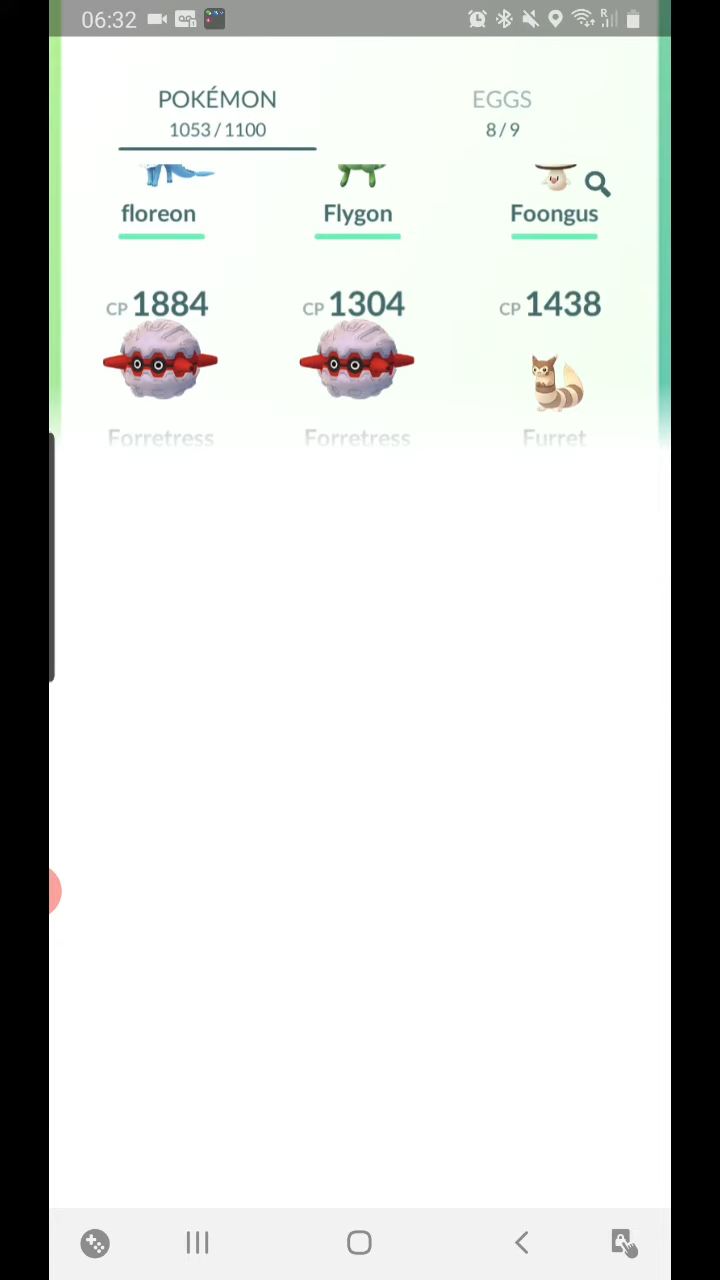 06:32
R
POKÉMON
1053 / 1100
EGGS
8 / 9
floreon
Flygon
Foongus
CP 1884
CP 1304
CP 1438
Forretress
Forretress
Furret